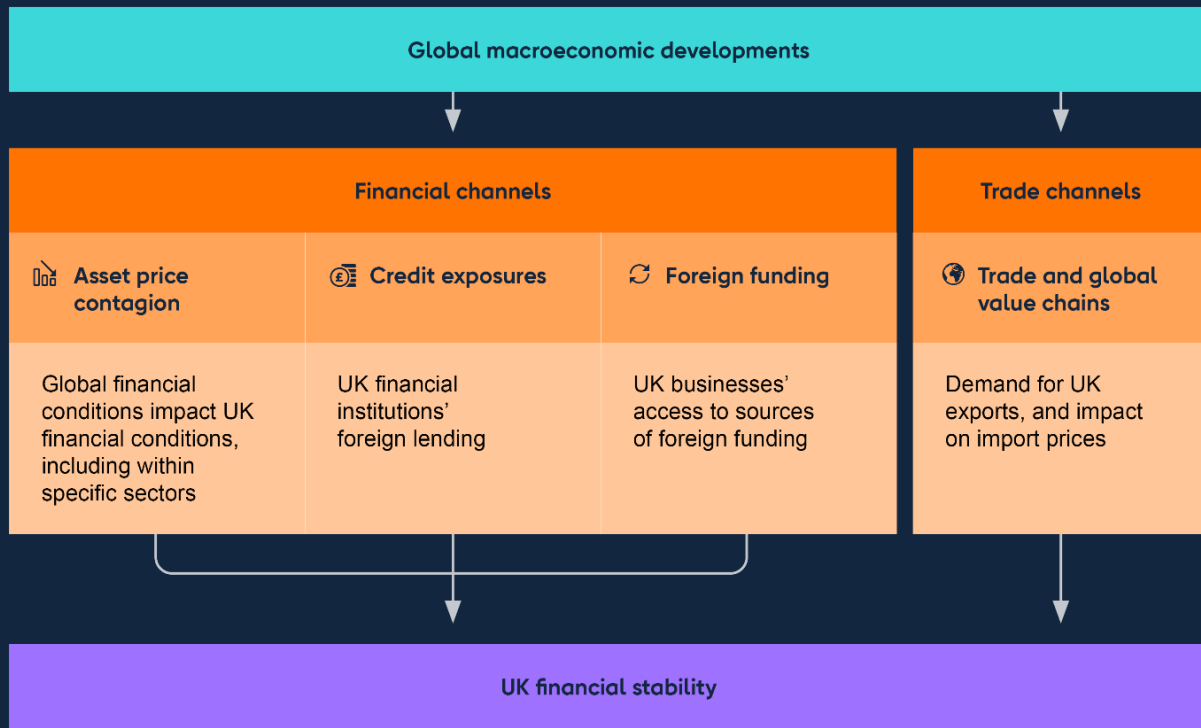 Global macroeconomic developments
Financial channels
Trade channels
Asset price
contagion
Credit exposures
Foreign funding
Trade and global
value chains
Global financial
conditions impact UK
financial conditions,
including within
specific sectors
UK financial
institutions’
foreign lending
UK businesses’
access to sources
of foreign funding
Demand for UK
exports, and impact
on import prices
UK financial stability